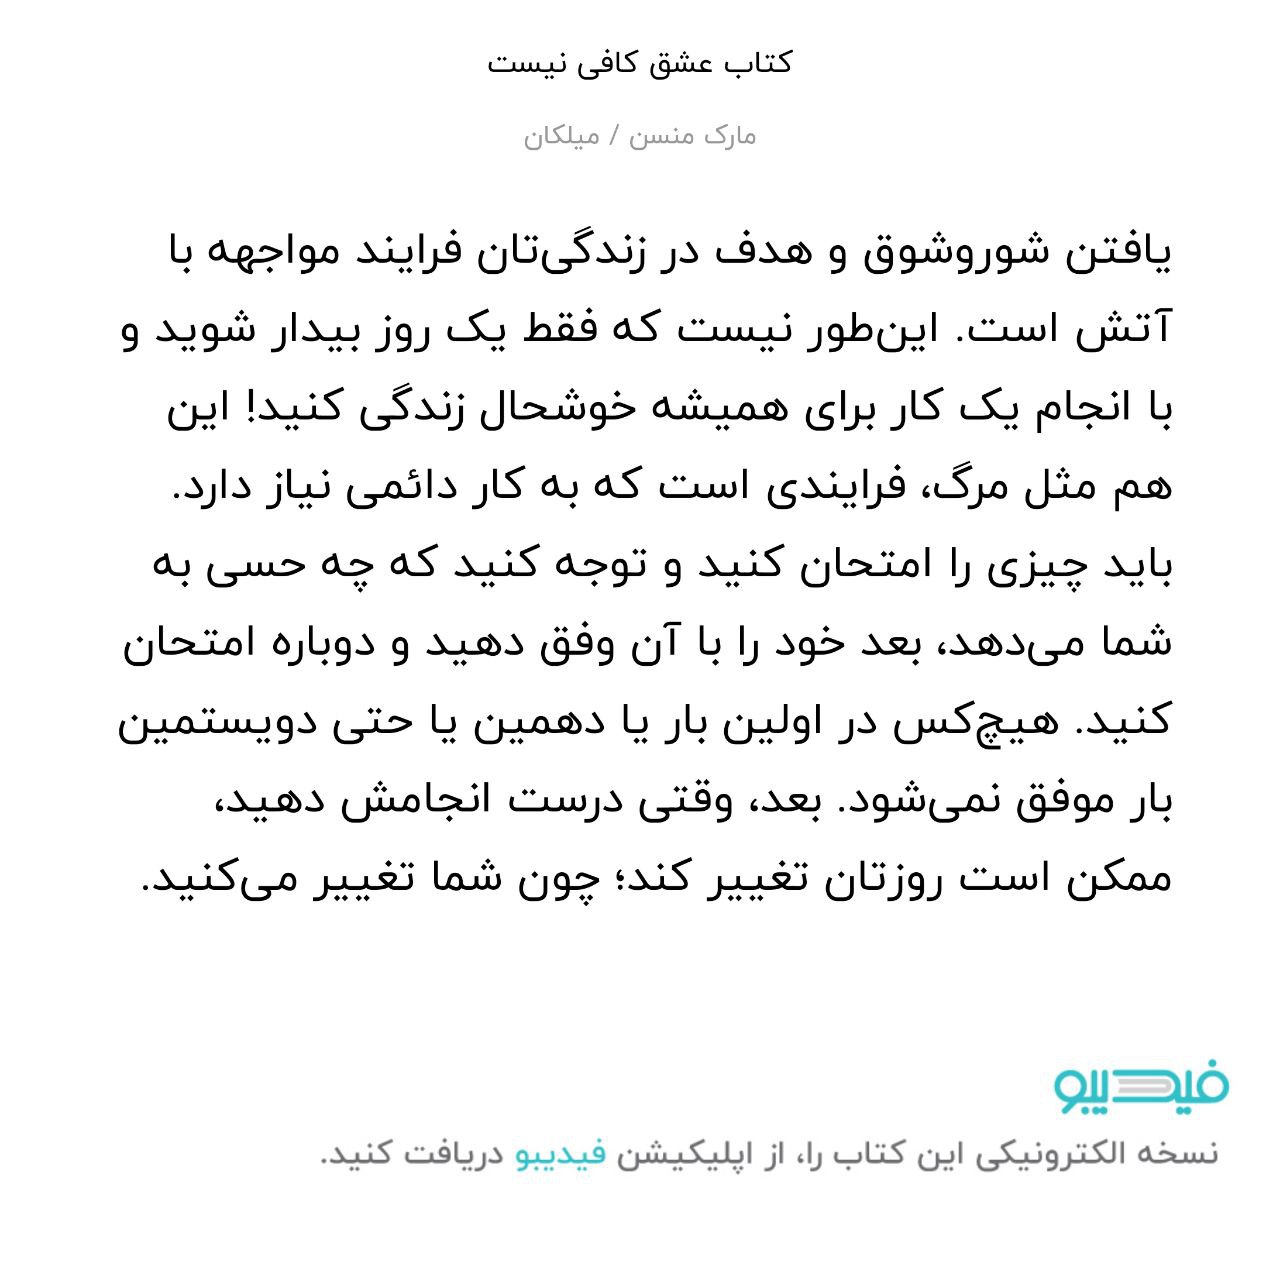 کتاب عشق کافی نیست
مارک منسن / میلکان
یافتن شوروشوق و هدف در زندگی‌تان فرایند مواجهه با
آتش است. این‌طور نیست که فقط یک روز بیدار شوید و
با انجام یک کار برای همیشه خوشحال زندگی کنید! این
هم مثل مرگ، فرایندی است که به کار دائمی نیاز دارد.
باید چیزی را امتحان کنید و توجه کنید که چه حسی به
شما می‌دهد، بعد خود را با آن وفق دهید و دوباره امتحان
کنید. هیچ‌کس در اولین بار یا دهمین یا حتی دویستمین
بار موفق نمی‌شود. بعد، وقتی درست انجامش دهید،
ممکن است روزتان تغییر کند؛ چون شما تغییر می‌کنید.
فیدیبو
نسخه الکترونیکی این کتاب را، از اپلیکیشن فیدیبو دریافت کنید.